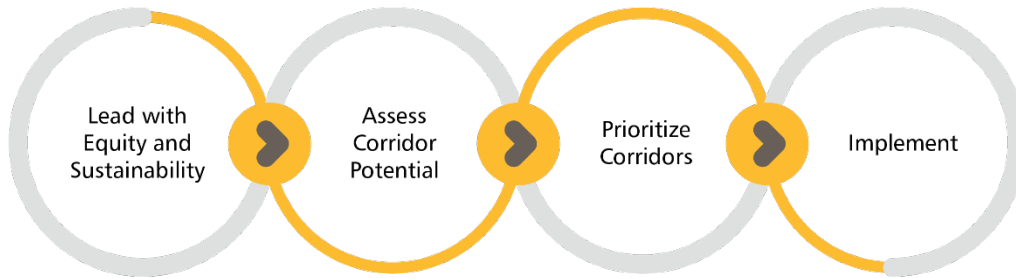 Lead with
Equity and
Sustainability
Assess
Corridor
Potential
Prioritize
Corridors
Implement